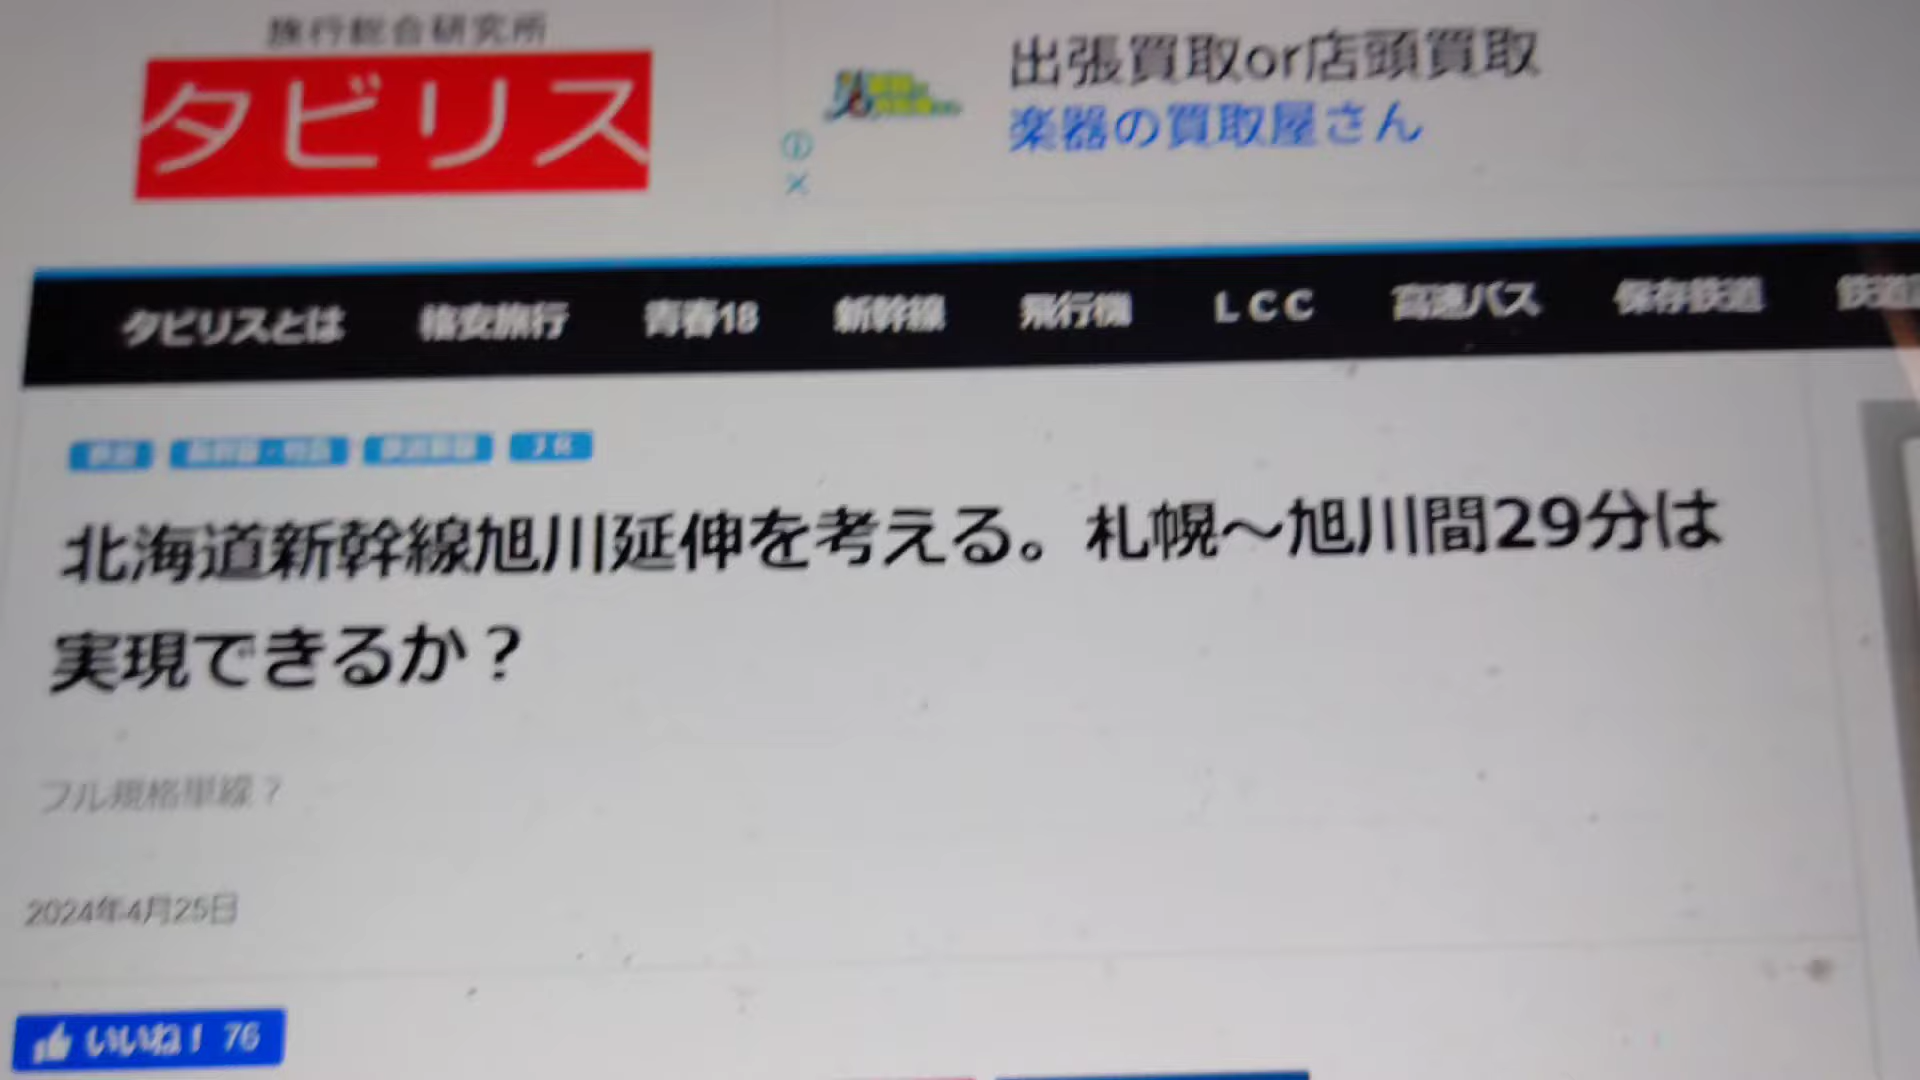 旅行総合研究所
タビリス
出張買取or店頭買取
楽器の買取屋さん
タビリスとは 格安旅行 青春18 新幹線 飛行機 LCC 高速バス 保存鉄道 鉄道
北海道新幹線旭川延伸を考える。札幌～旭川間29分は
実現できるか？
フル規格単線？
2024年4月25日
いいね！ 76